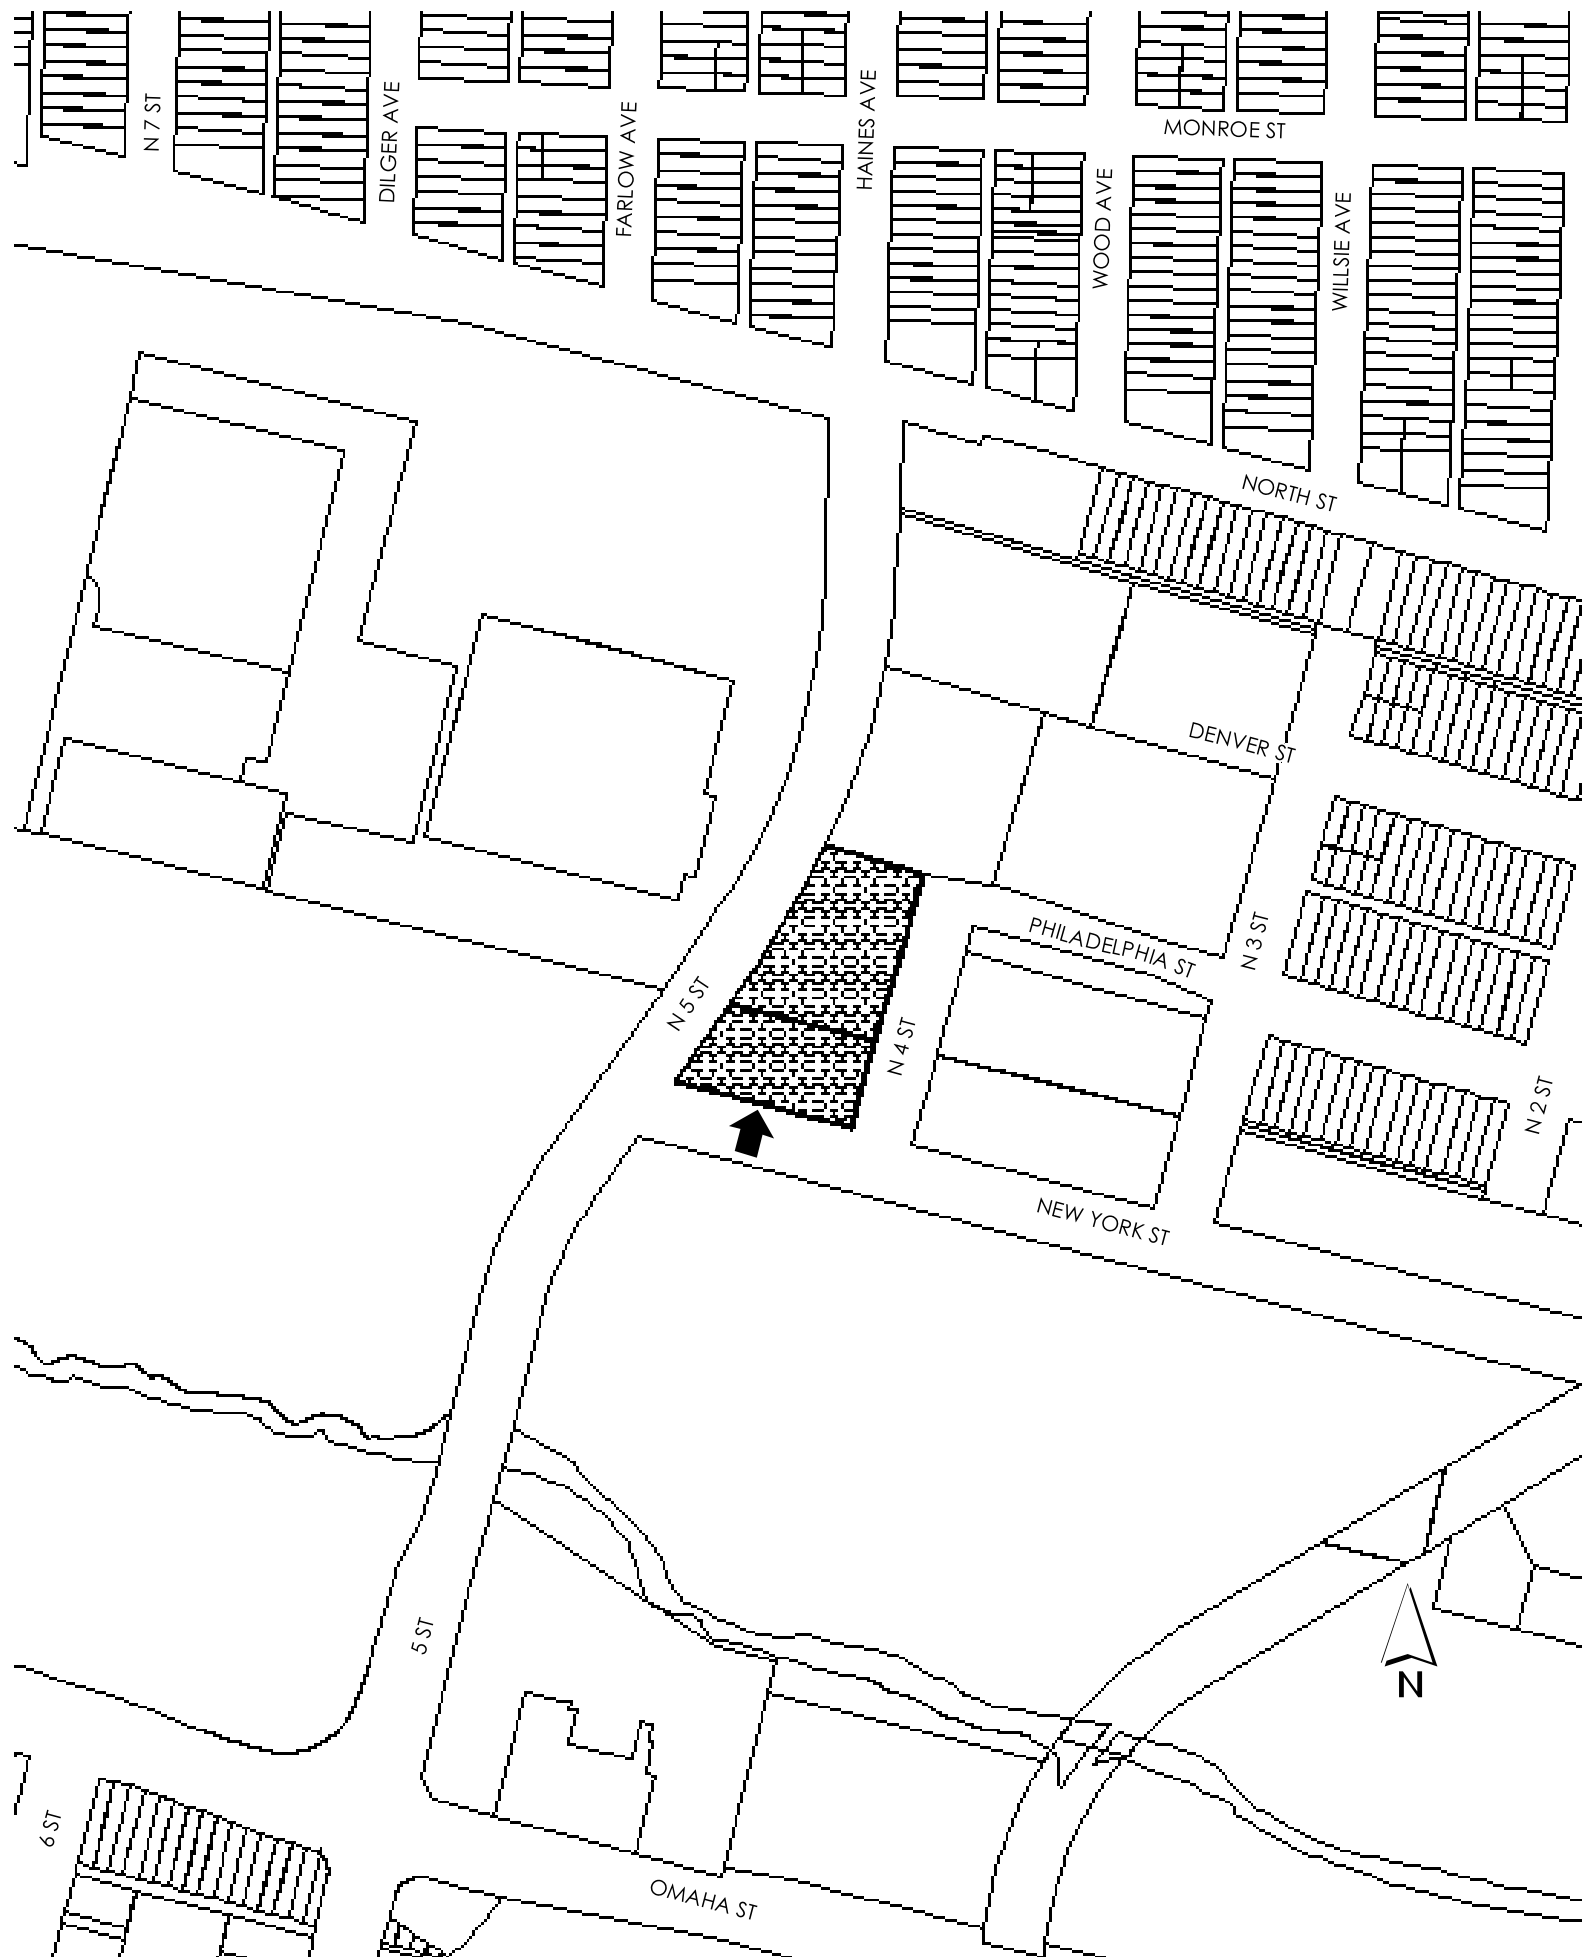 N 7 ST
DILGER AVE
FARLOW AVE
HAINES AVE
MONROE ST
WOOD AVE
WILLSIE AVE
NORTH ST
DENVER ST
PHILADELPHIA ST
N 3 ST
N 5 ST
N 4 ST
N 2 ST
NEW YORK ST
5 ST
N
6 ST
OMAHA ST